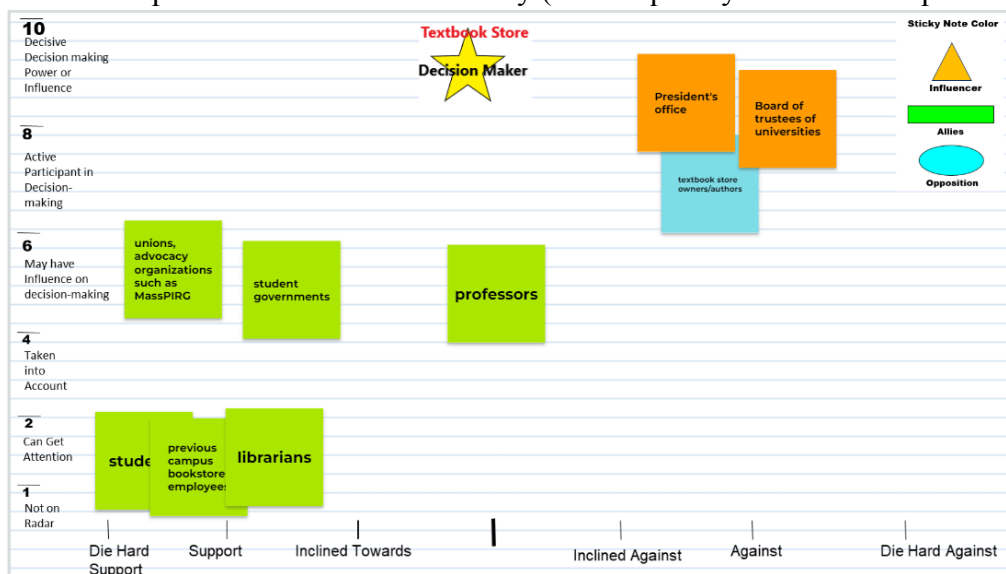 10
Decisive
Decision making
Power or
Influence
Textbook Store
Decision Maker
President's
office
Board of
trustees of
universities
Sticky Note Color
Influencer
Allies
Opposition
8
Active
Participant in
Decision-
making
textbook store
owners/authors
6
May have
Influence on
decision-making
unions,
advocacy
organizations
such as
MassPIRG
student
governments
professors
4
Taken
into
Account
2
Can Get
Attention
stude
previous
campus
bookstore
employees
librarians
1
Not on
Radar
Die Hard
Support
Support
Inclined Towards
Inclined Against
Against
Die Hard Against